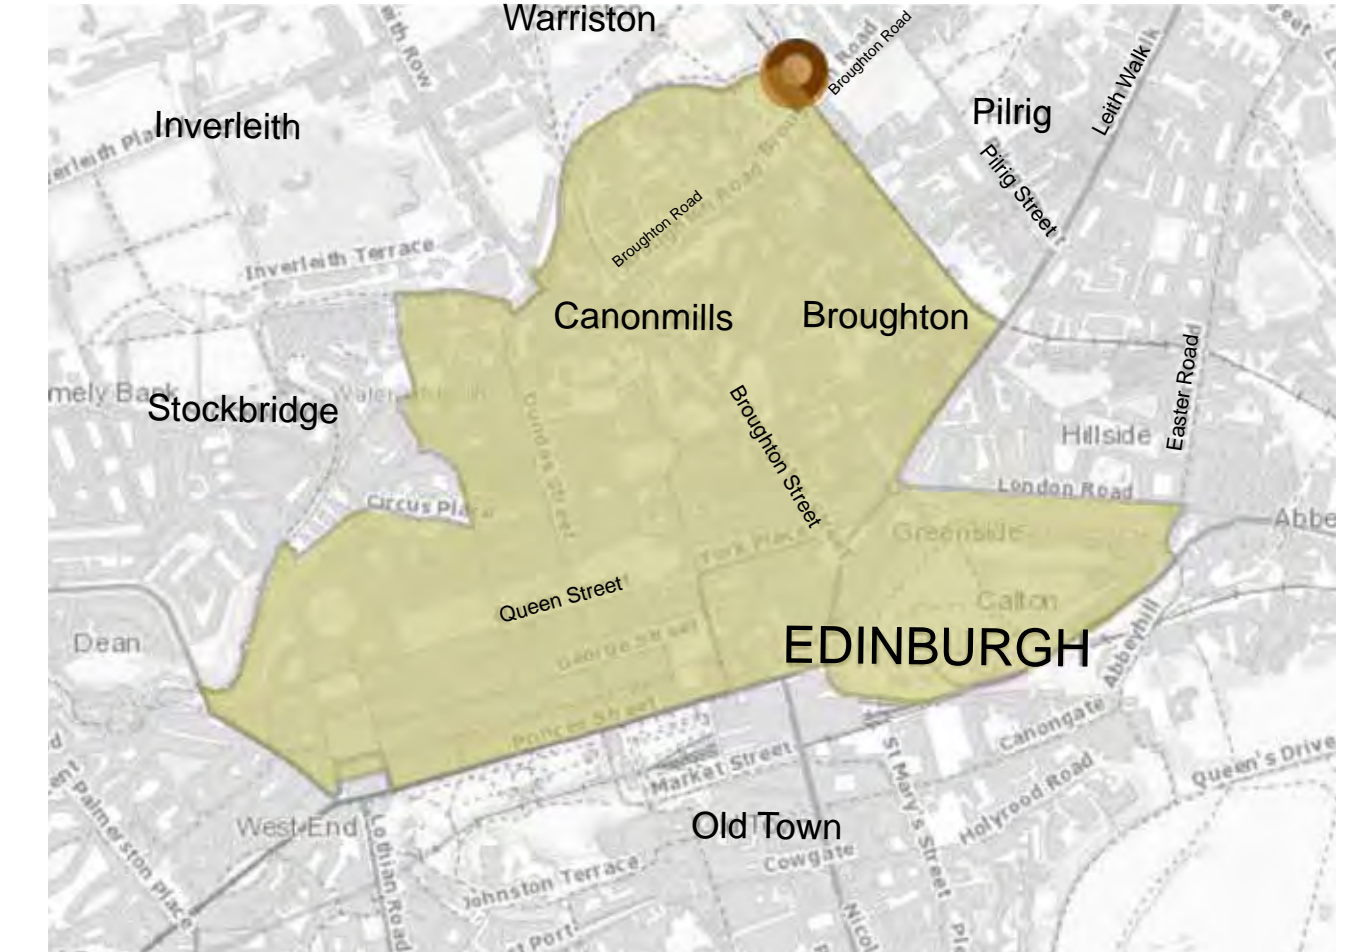 Warriston
Broughton Road
Leith Walk
Inverleith
Pilrig
Pilrig Street
Broughton Road
Inverleith Terrace
Canonmills
Broughton
Easter Road
Stockbridge
Dundas Street
Broughton Street
Hillside
London Road
Circus Place
Abbe
Greenside
York Place
Calton
Queen Street
Dean
George Street
EDINBURGH
Abbeyhill
Princes Street
Canongate
Market Street
St Mary's Street
Queen's Drive
Holyrood Road
Palmerston Place
West End
Lothian Road
Old Town
Cowgate
Johnston Terrace
Nicol
t Port